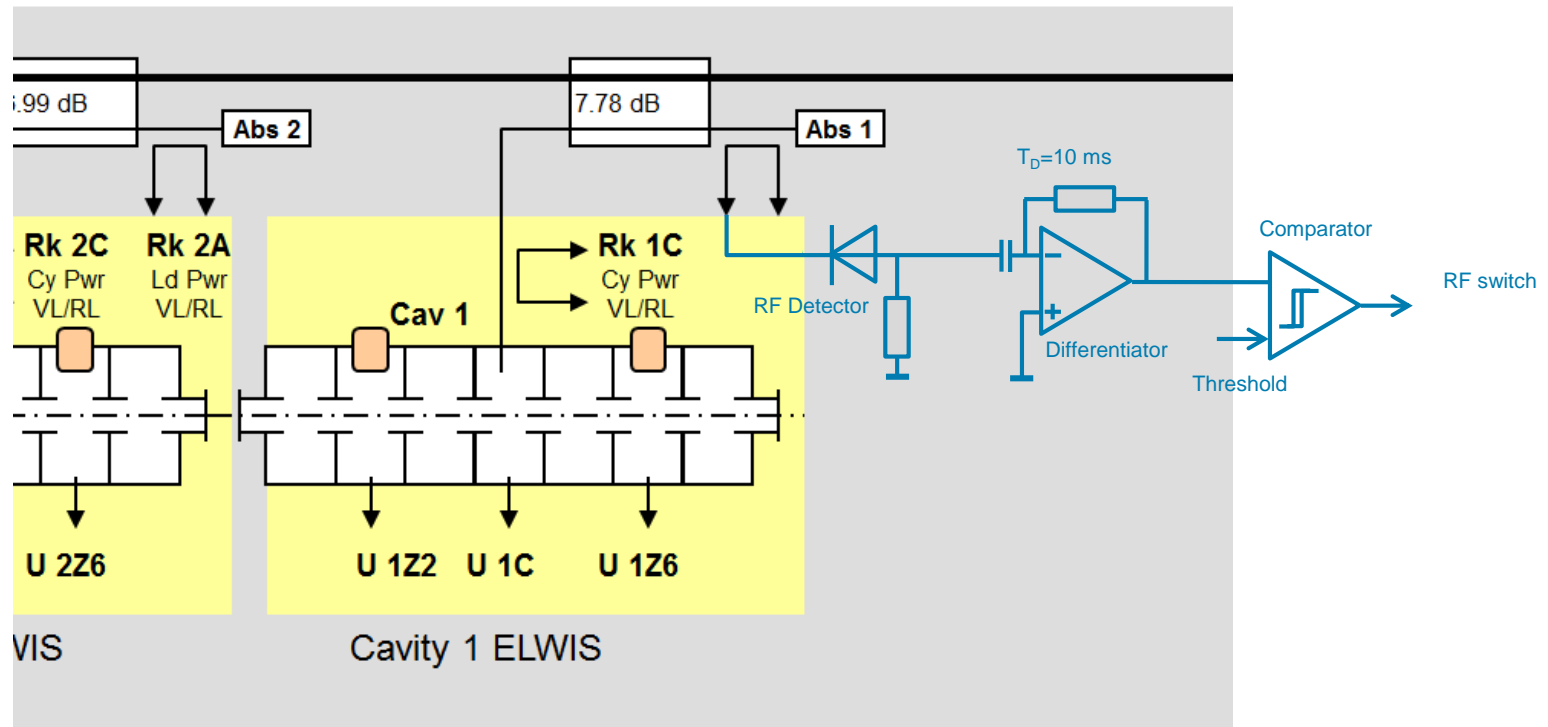 .99 dB
7.78 dB
Abs 2
Abs 1
T_D=10 ms
Rk 2C
Cy Pwr
VL/RL
Rk 2A
Ld Pwr
VL/RL
Rk 1C
Cy Pwr
VL/RL
Cav 1
RF Detector
Differentiator
Comparator
Threshold
RF switch
U 2Z6
U 1Z2
U 1C
U 1Z6
WIS
Cavity 1 ELWIS